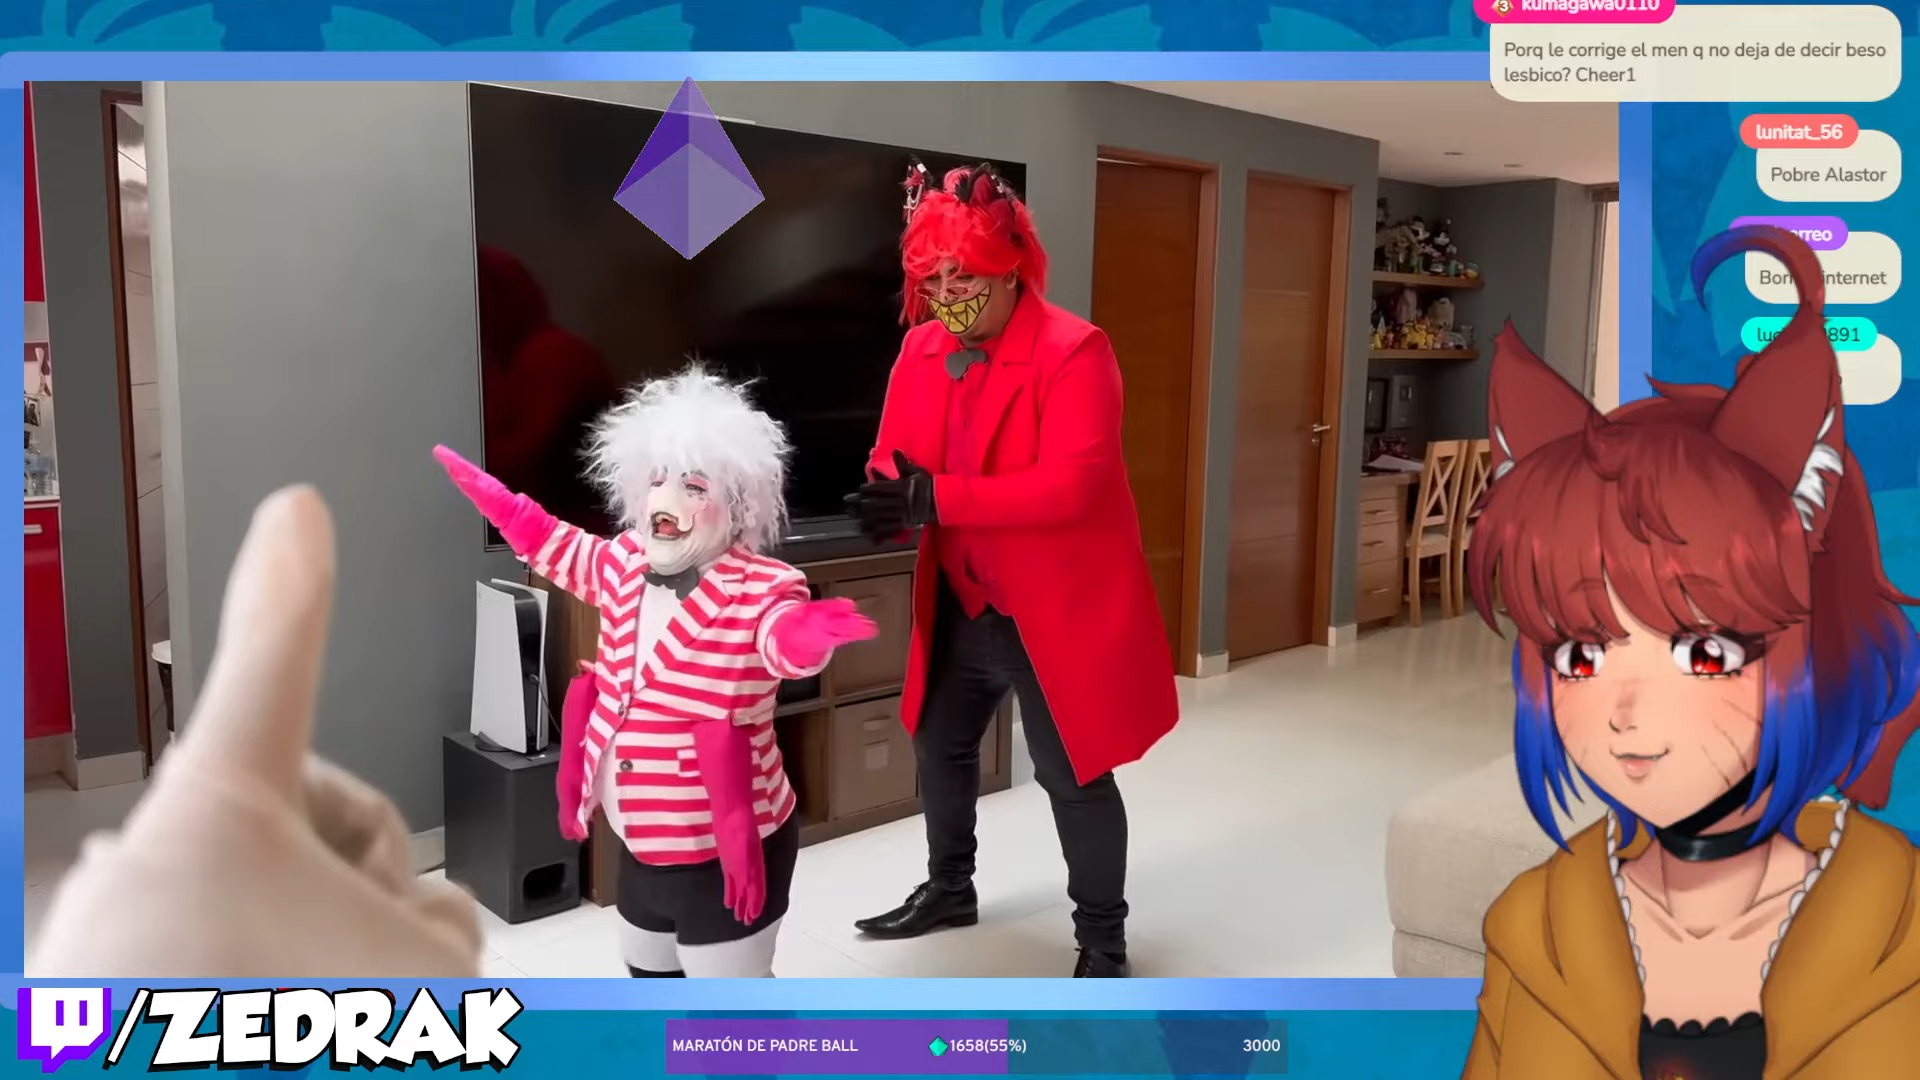 kumagawa0110
Porq le corrige el men q no deja de decir beso
lesbico? Cheer1
lunitat_56
Pobre Alastor
internet
891
/ZEDRAK
MARATÓN DE PADRE BALL
1658(55%)
3000